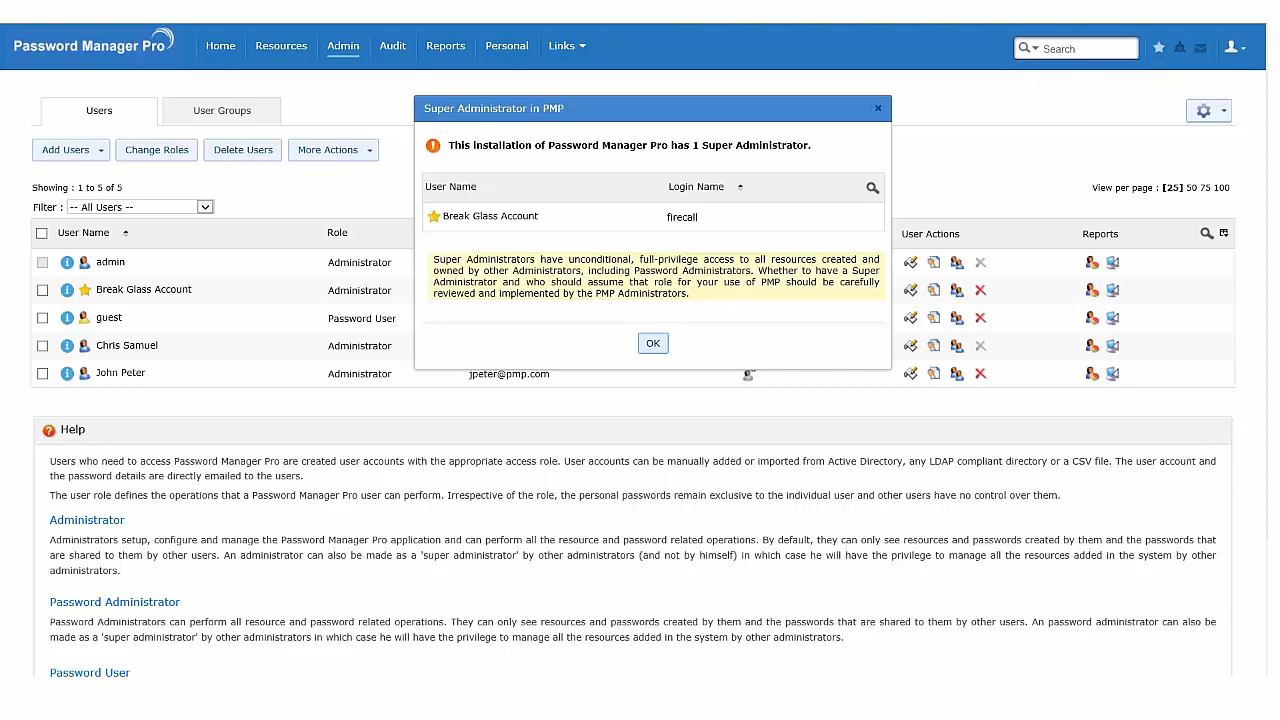 Password Manager Pro
Home Resources Admin Audit Reports Personal Links
Search
Users User Groups
Super Administrator in PMP
This installation of Password Manager Pro has 1 Super Administrator.
User Name Login Name
Break Glass Account firecall
Super Administrators have unconditional, full-privilege access to all resources created and
owned by other Administrators, including Password Administrators. Whether to have a Super
Administrator and who should assume that role for your use of PMP should be carefully
reviewed and implemented by the PMP Administrators.
OK
Add Users Change Roles Delete Users More Actions
Showing : 1 to 5 of 5
View per page : [25] 50 75 100
Filter : -- All Users --
User Name Role User Actions Reports
admin Administrator
Break Glass Account Administrator
guest Password User
Chris Samuel Administrator
John Peter Administrator jpeter@pmp.com
Help
Users who need to access Password Manager Pro are created user accounts with the appropriate access role. User accounts can be manually added or imported from Active Directory, any LDAP compliant directory or a CSV file. The user account and
the password details are directly emailed to the users.
The user role defines the operations that a Password Manager Pro user can perform. Irrespective of the role, the personal passwords remain exclusive to the individual user and other users have no control over them.
Administrator
Administrators setup, configure and manage the Password Manager Pro application and can perform all the resource and password related operations. By default, they can only see resources and passwords created by them and the passwords that
are shared to them by other users. An administrator can also be made as a 'super administrator' by other administrators (and not by himself) in which case he will have the privilege to manage all the resources added in the system by other
administrators.
Password Administrator
Password Administrators can perform all resource and password related operations. They can only see resources and passwords created by them and the passwords that are shared to them by other users. An password administrator can also be
made as a 'super administrator' by other administrators in which case he will have the privilege to manage all the resources added in the system by other administrators.
Password User